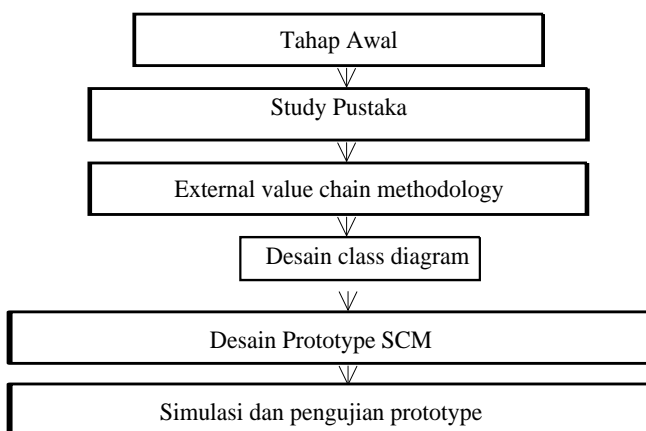 Tahap Awal
Study Pustaka
External value chain methodology
Desain class diagram
Desain Prototype SCM
Simulasi dan pengujian prototype